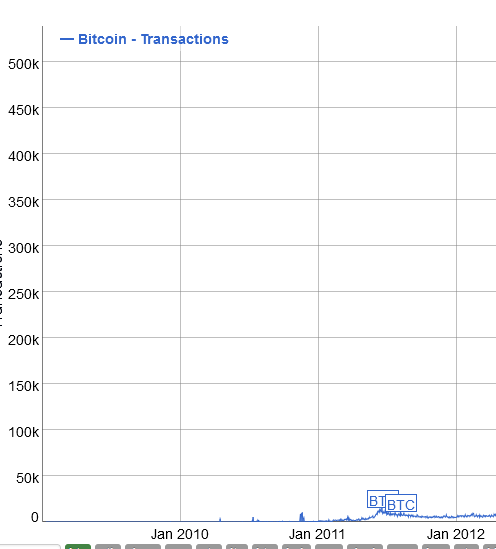 Bitcoin - Transactions
500k
450k
400k
350k
300k
250k
200k
150k
100k
50k
0
BT
BTC
Jan 2010
Jan 2011
Jan 2012